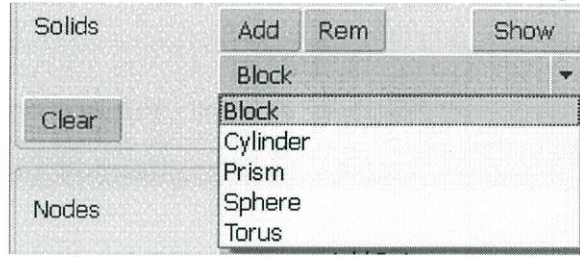 Solids Add Rem Show
Block
Clear
Block
Cylinder
Prism
Sphere
Torus
Nodes